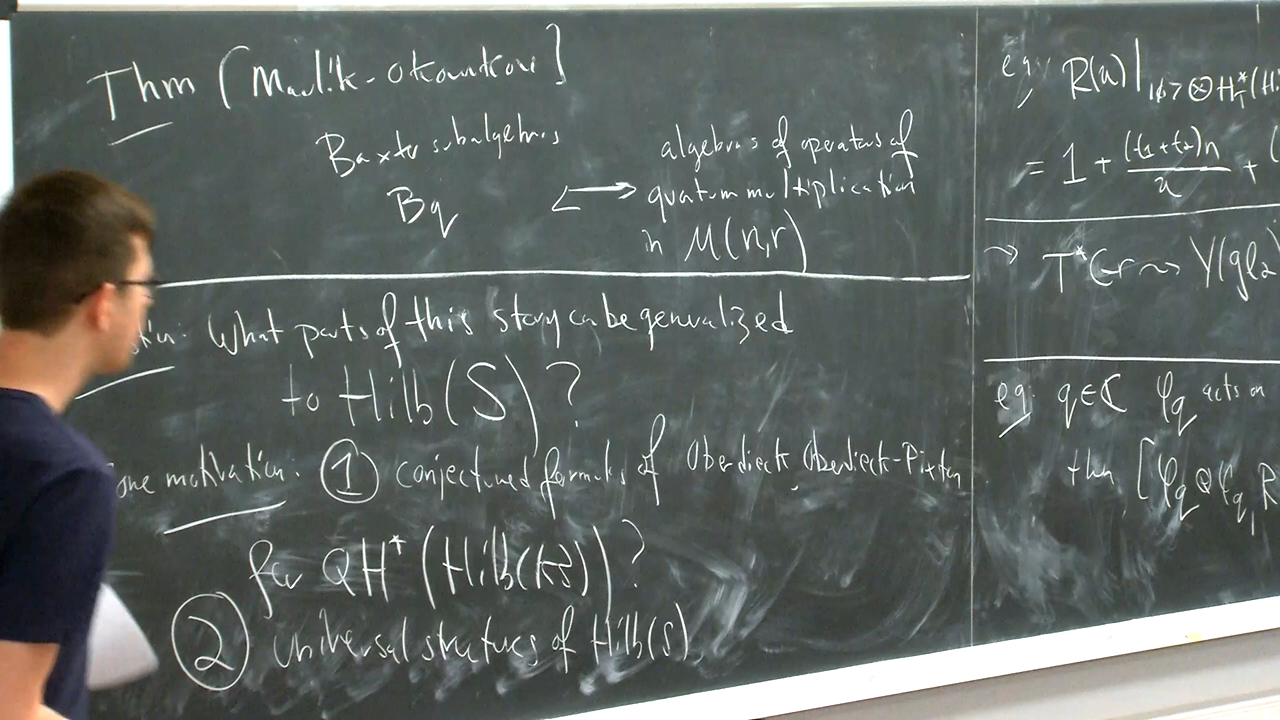 Thm [Maulik-Okounkov]
Baxter subalgebras
Bq
algebras of operators of
quantum multiplication
in M(n,r)
What parts of this story can be generalized
to Hilb(S)?
motivation: ① conjectured formulas of Oberdieck, Oberdieck-Pixton
for QH*(Hilb(K3))?
② universal structures of Hilb(S).
eg, R(u)|
= 1 + (t1+t2)n/u +
⇝ T*Gr ⇝ Y(gl2
eg. q∈ℂ φq acts on
then [φq⊗φq, R